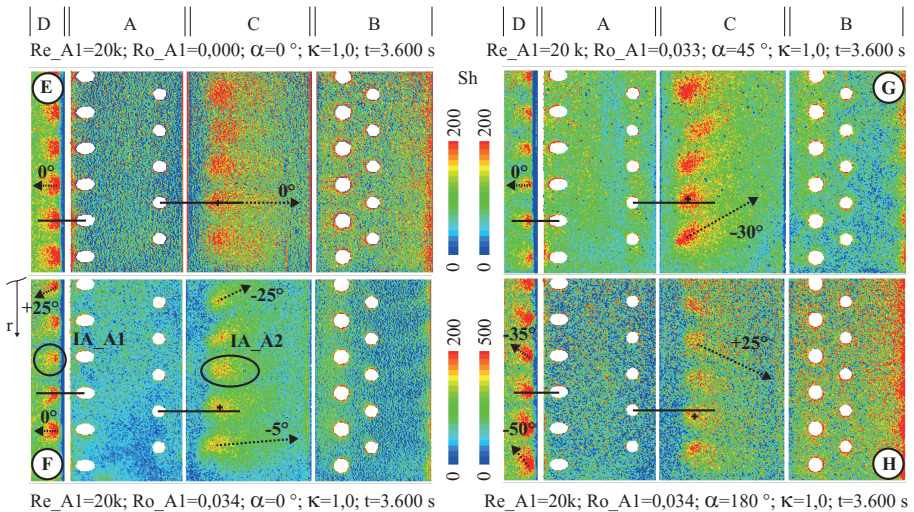 D A C B D A C B
Re_A1=20k; Ro_A1=0,000; α=0 °; κ=1,0; t=3.600 s Re_A1=20 k; Ro_A1=0,033; α=45 °; κ=1,0; t=3.600 s
E Sh G
200 200
0° 0° 0°
-30°
0 0
+25° -25°
r IA_A1 IA_A2 200 500 -35° +25°
0° -5° -50°
F 0 0 H
Re_A1=20k; Ro_A1=0,034; α=0 °; κ=1,0; t=3.600 s Re_A1=20k; Ro_A1=0,034; α=180 °; κ=1,0; t=3.600 s